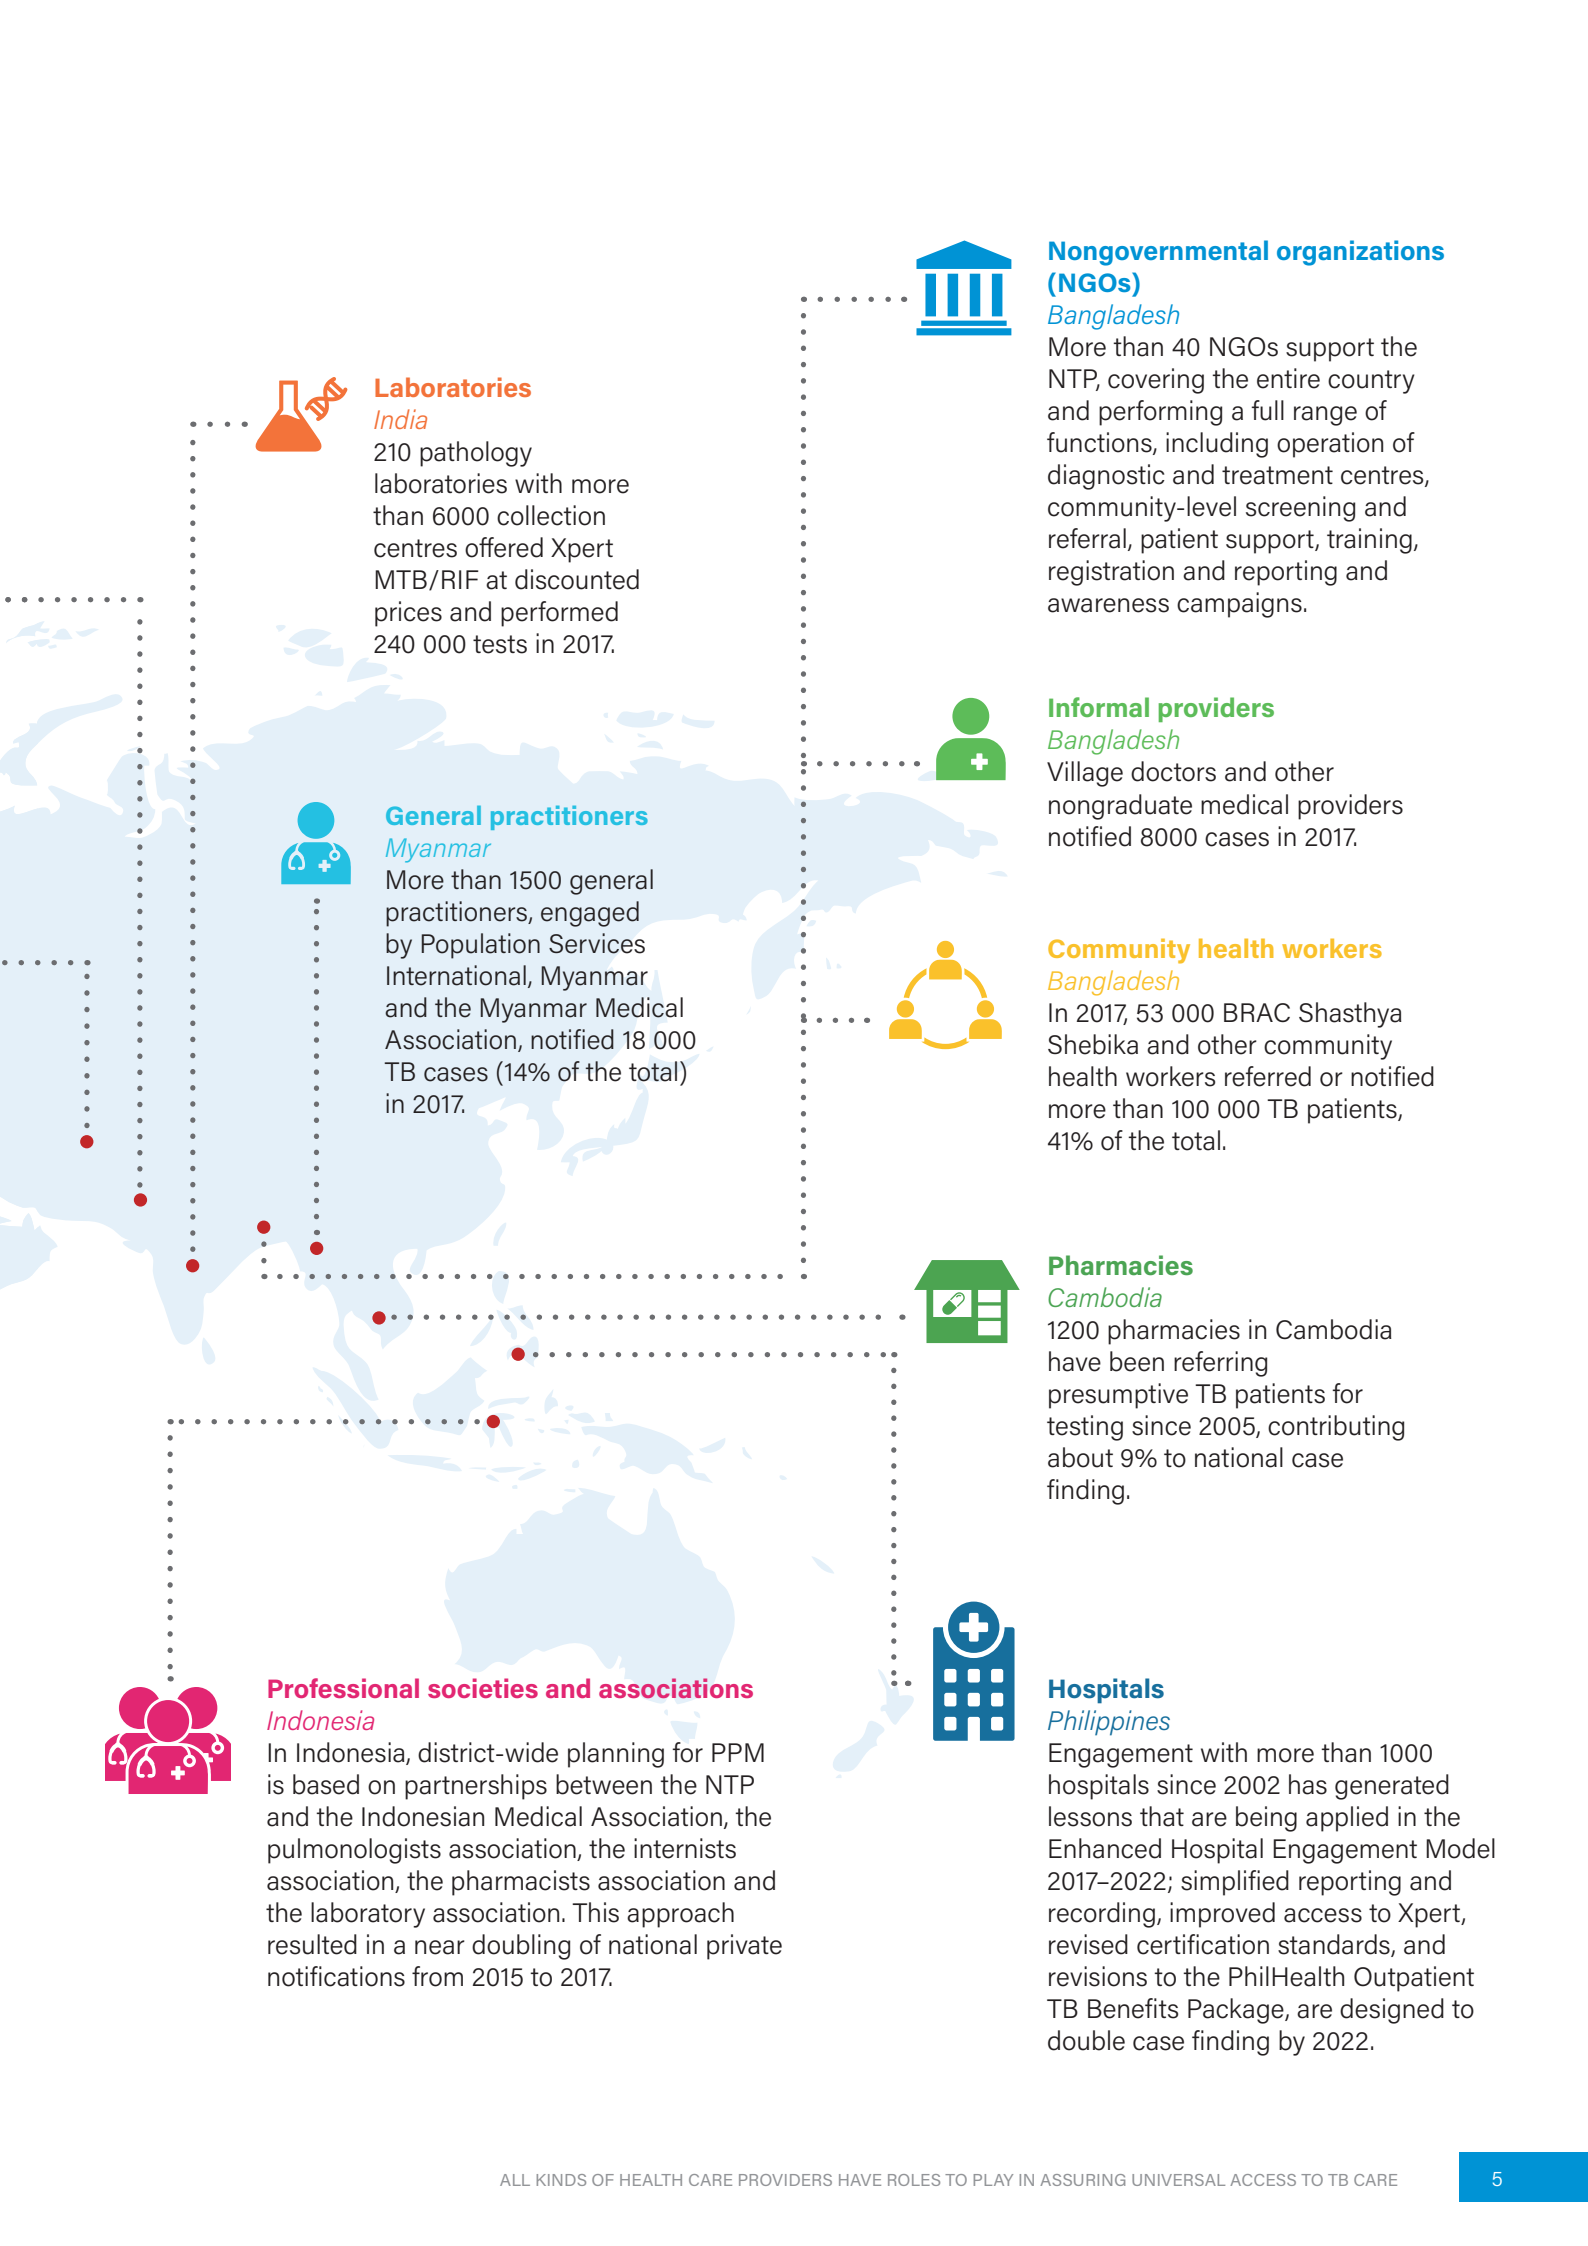 Laboratories
India
210 pathology
laboratories with more
than 6000 collection
centres offered Xpert
MTB/RIF at discounted
prices and performed
240 000 tests in 2017.
General practitioners
Myanmar
More than 1500 general
practitioners, engaged
by Population Services
International, Myanmar
and the Myanmar Medical
Association, notified 18 000
TB cases (14% of the total)
in 2017.
Professional societies and associations
Indonesia
In Indonesia, district-wide planning for PPM
is based on partnerships between the NTP
and the Indonesian Medical Association, the
pulmonologists association, the internists
association, the pharmacists association and
the laboratory association. This approach
resulted in a near doubling of national private
notifications from 2015 to 2017.
Nongovernmental organizations
(NGOs)
Bangladesh
More than 40 NGOs support the
NTP, covering the entire country
and performing a full range of
functions, including operation of
diagnostic and treatment centres,
community-level screening and
referral, patient support, training,
registration and reporting and
awareness campaigns.
Informal providers
Bangladesh
Village doctors and other
nongraduate medical providers
notified 8000 cases in 2017.
Community health workers
Bangladesh
In 2017, 53 000 BRAC Shasthya
Shebika and other community
health workers referred or notified
more than 100 000 TB patients,
41% of the total.
Pharmacies
Cambodia
1200 pharmacies in Cambodia
have been referring
presumptive TB patients for
testing since 2005, contributing
about 9% to national case
finding.
Hospitals
Philippines
Engagement with more than 1000
hospitals since 2002 has generated
lessons that are being applied in the
Enhanced Hospital Engagement Model
2017–2022; simplified reporting and
recording, improved access to Xpert,
revised certification standards, and
revisions to the PhilHealth Outpatient
TB Benefits Package, are designed to
double case finding by 2022.
ALL KINDS OF HEALTH CARE PROVIDERS HAVE ROLES TO PLAY IN ASSURING UNIVERSAL ACCESS TO TB CARE
5